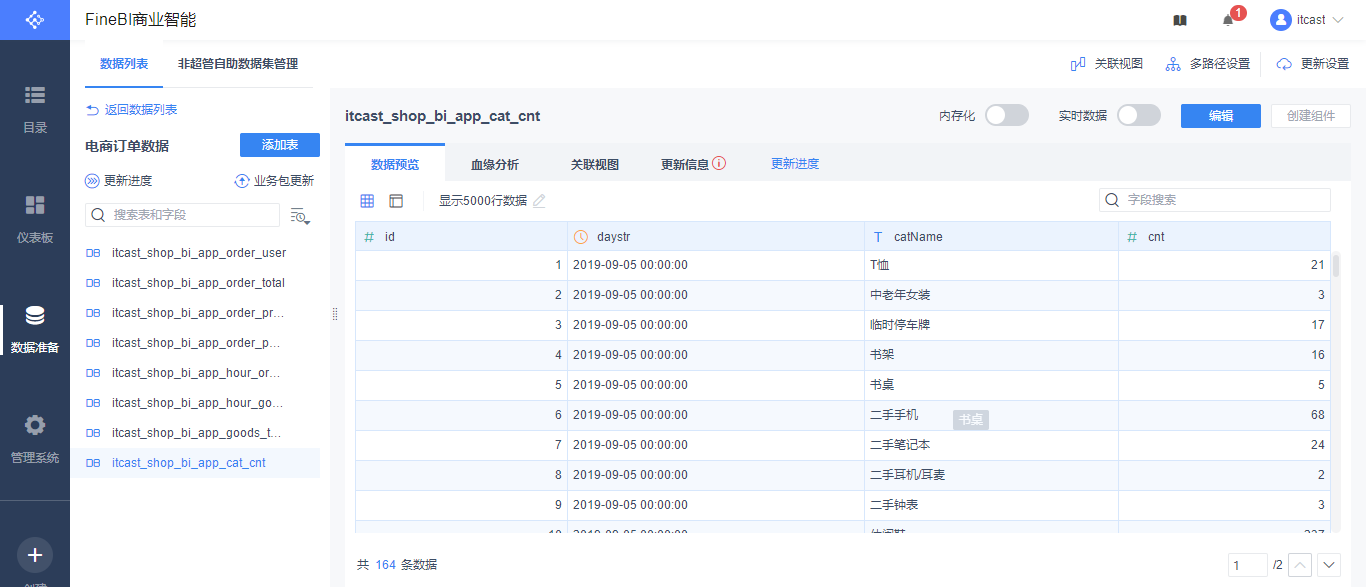 FineBI商业智能
1
itcast
数据列表
非超管自助数据集管理
关联视图
多路径设置
更新设置
目录
仪表板
数据准备
管理系统
返回数据列表
电商订单数据
添加表
更新进度
业务包更新
搜索表和字段
DB itcast_shop_bi_app_order_user
DB itcast_shop_bi_app_order_total
DB itcast_shop_bi_app_order_pr...
DB itcast_shop_bi_app_order_p...
DB itcast_shop_bi_app_hour_or...
DB itcast_shop_bi_app_hour_go...
DB itcast_shop_bi_app_goods_t...
DB itcast_shop_bi_app_cat_cnt
itcast_shop_bi_app_cat_cnt
内存化
实时数据
编辑
创建组件
数据预览
血缘分析
关联视图
更新信息
更新进度
显示5000行数据
字段搜索
# id daystr T catName # cnt
1 2019-09-05 00:00:00 T恤 21
2 2019-09-05 00:00:00 中老年女装 3
3 2019-09-05 00:00:00 临时停车牌 17
4 2019-09-05 00:00:00 书架 16
5 2019-09-05 00:00:00 书桌 5
6 2019-09-05 00:00:00 二手手机 68
书桌
7 2019-09-05 00:00:00 二手笔记本 24
8 2019-09-05 00:00:00 二手耳机/耳麦 2
9 2019-09-05 00:00:00 二手钟表 3
共 164 条数据
1 /2